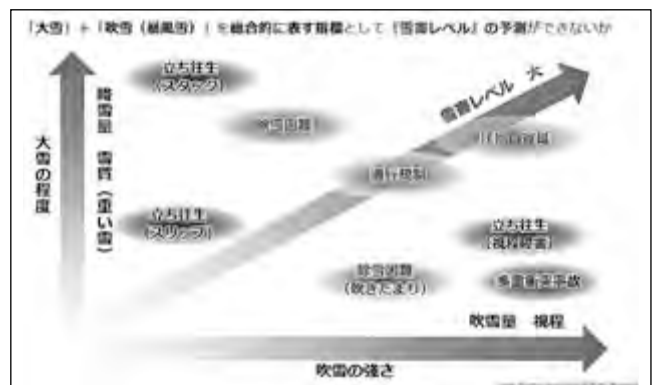 「大雪」+「吹雪（暴風雪）」を総合的に表す指標として『雪害レベル』の予測ができないか
立ち往生
(スタック)
雪害レベル 大
降雪量 雪質（重い雪）
大雪の程度
除雪困難
通行規制
立ち往生
(スリップ)
立ち往生
(視程障害)
除雪困難
(吹きだまり)
多重衝突事故
吹雪量 視程
吹雪の強さ